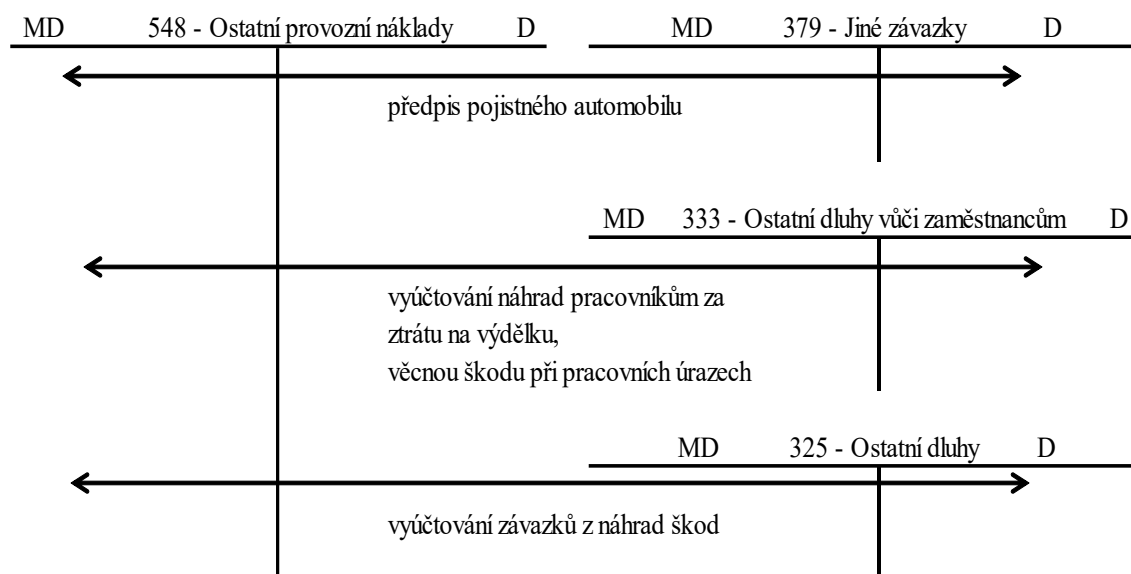 MD 548 - Ostatní provozní náklady D MD 379 - Jiné závazky D
předpis pojistného automobilu
MD 333 - Ostatní dluhy vůči zaměstnancům D
vyúčtování náhrad pracovníkům za
ztrátu na výdělku,
věcnou škodu při pracovních úrazech
MD 325 - Ostatní dluhy D
vyúčtování závazků z náhrad škod